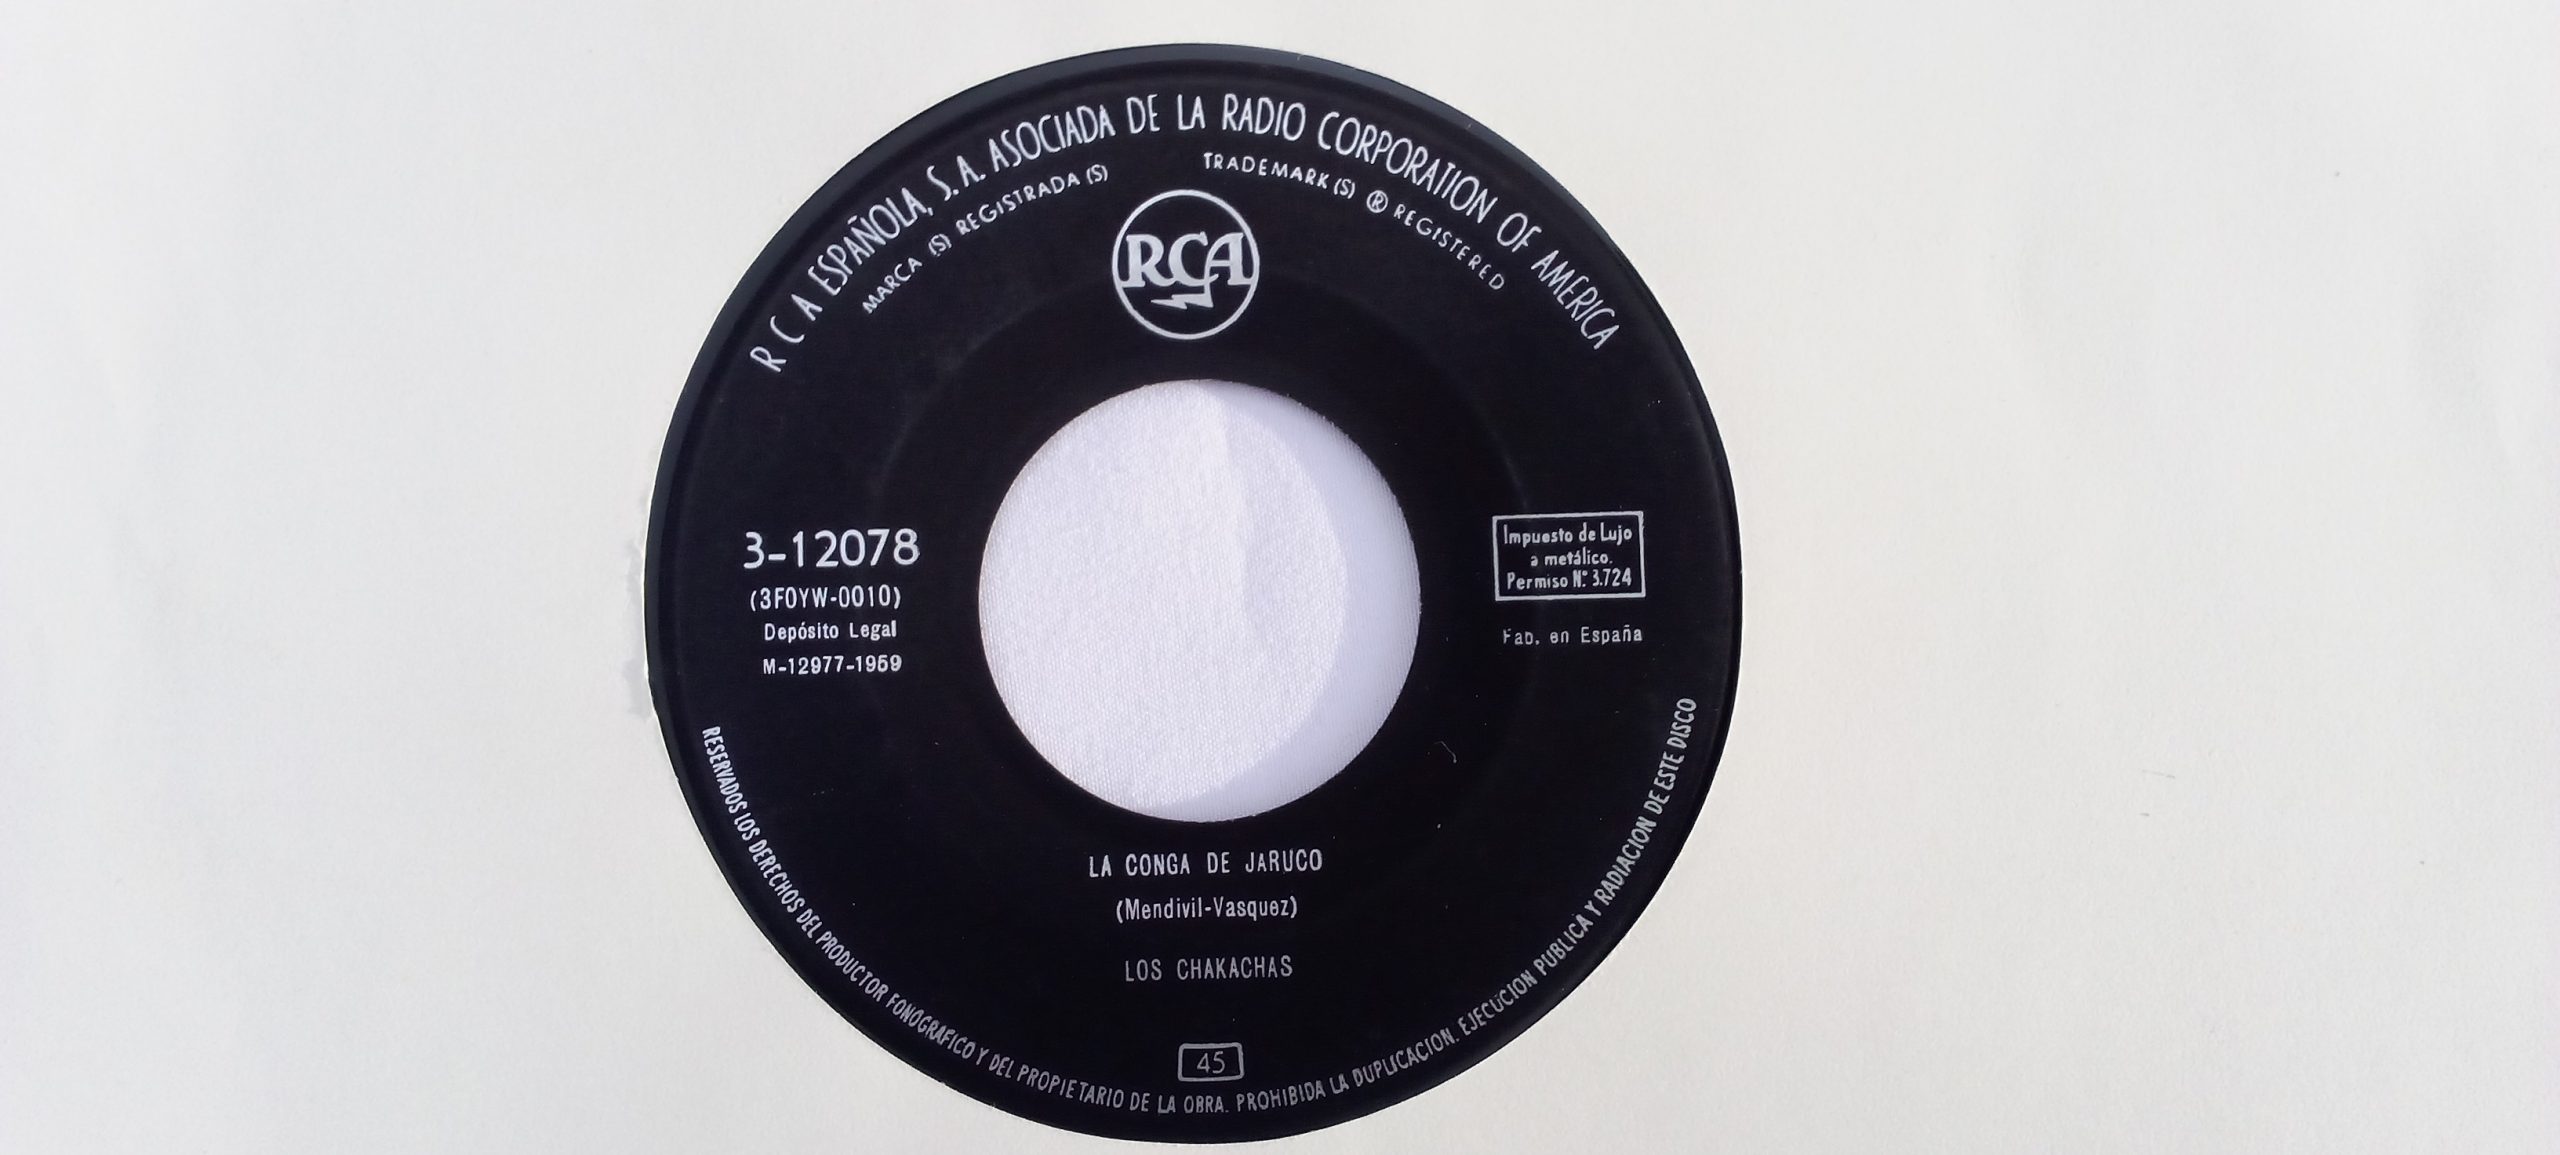 R C A ESPAÑOLA, S. A. ASOCIADA DE LA RADIO CORPORATION OF AMERICA
MARCA (S) REGISTRADA (S)
TRADEMARK (S) ® REGISTERED
RCA
3-12078
(3F0YW-0010)
Depósito Legal
M-12977-1959
Impuesto de Lujo
a metálico.
Permiso N.º 3.724
Fab. en España
LA CONGA DE JARUCO
(Mendivil-Vasquez)
LOS CHAKACHAS
45
RESERVADOS LOS DERECHOS DEL PRODUCTOR FONOGRAFICO Y DEL PROPIETARIO DE LA OBRA. PROHIBIDA LA DUPLICACION. EJECUCION PUBLICA Y RADIACION DE ESTE DISCO